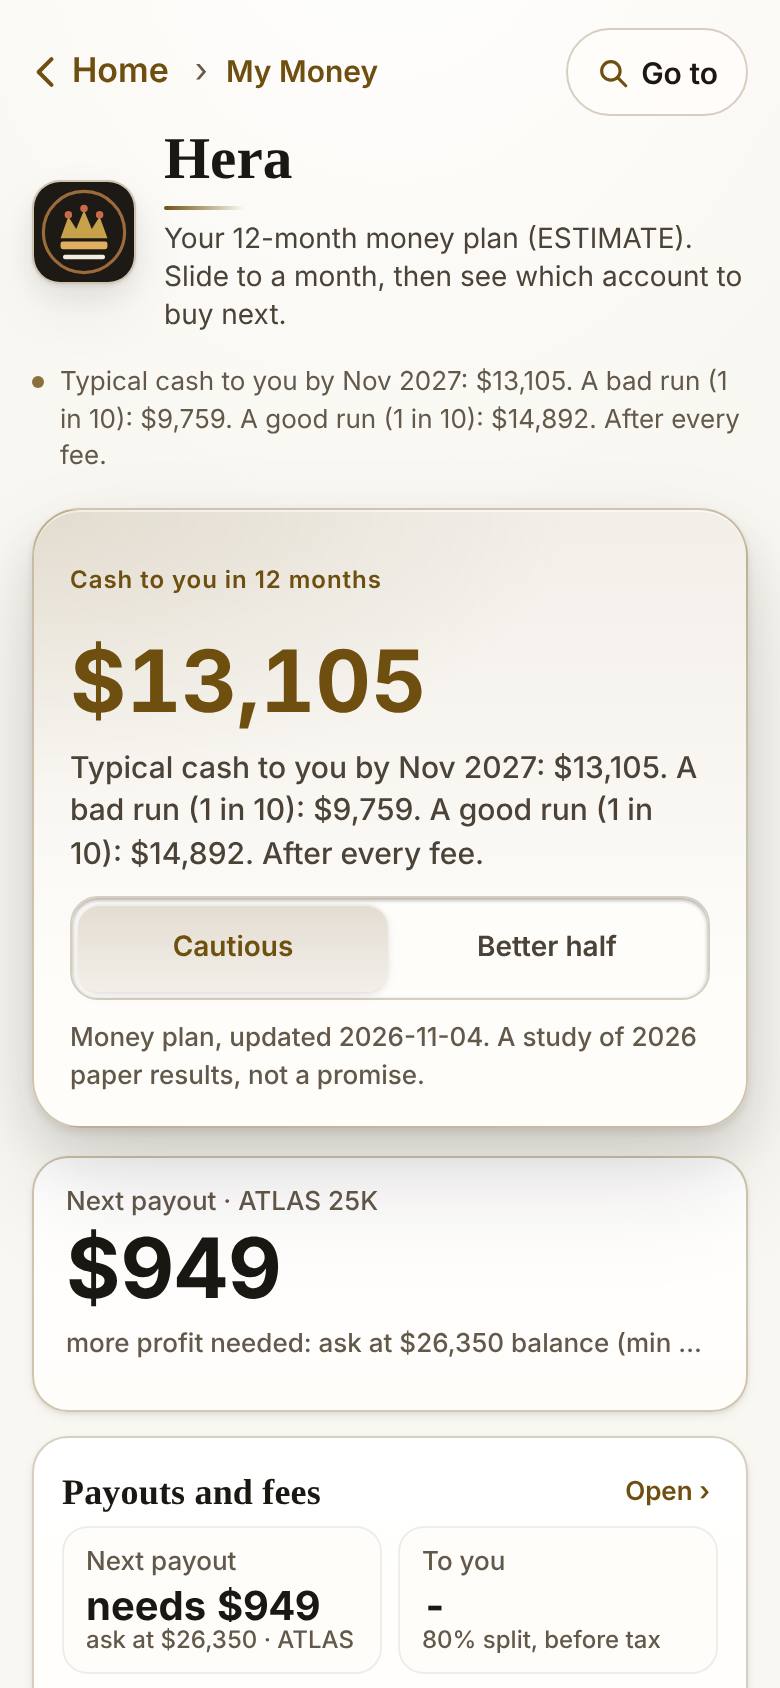 Home › My Money
Go to
Hera
Your 12-month money plan (ESTIMATE).
Slide to a month, then see which account to
buy next.
Typical cash to you by Nov 2027: $13,105. A bad run (1
in 10): $9,759. A good run (1 in 10): $14,892. After every
fee.
Cash to you in 12 months
$13,105
Typical cash to you by Nov 2027: $13,105. A
bad run (1 in 10): $9,759. A good run (1 in
10): $14,892. After every fee.
Cautious
Better half
Money plan, updated 2026-11-04. A study of 2026
paper results, not a promise.
Next payout · ATLAS 25K
$949
more profit needed: ask at $26,350 balance (min ...
Payouts and fees
Open ›
Next payout
needs $949
ask at $26,350 · ATLAS
To you
-
80% split, before tax